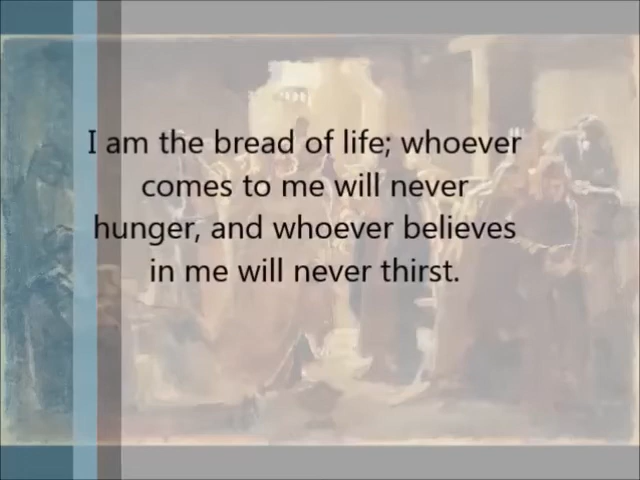 I am the bread of life; whoever
comes to me will never
hunger, and whoever believes
in me will never thirst.